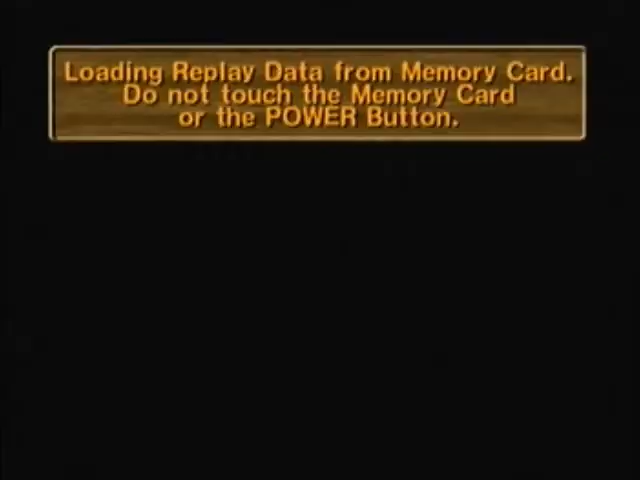 Loading Replay Data from Memory Card.
Do not touch the Memory Card
or the POWER Button.